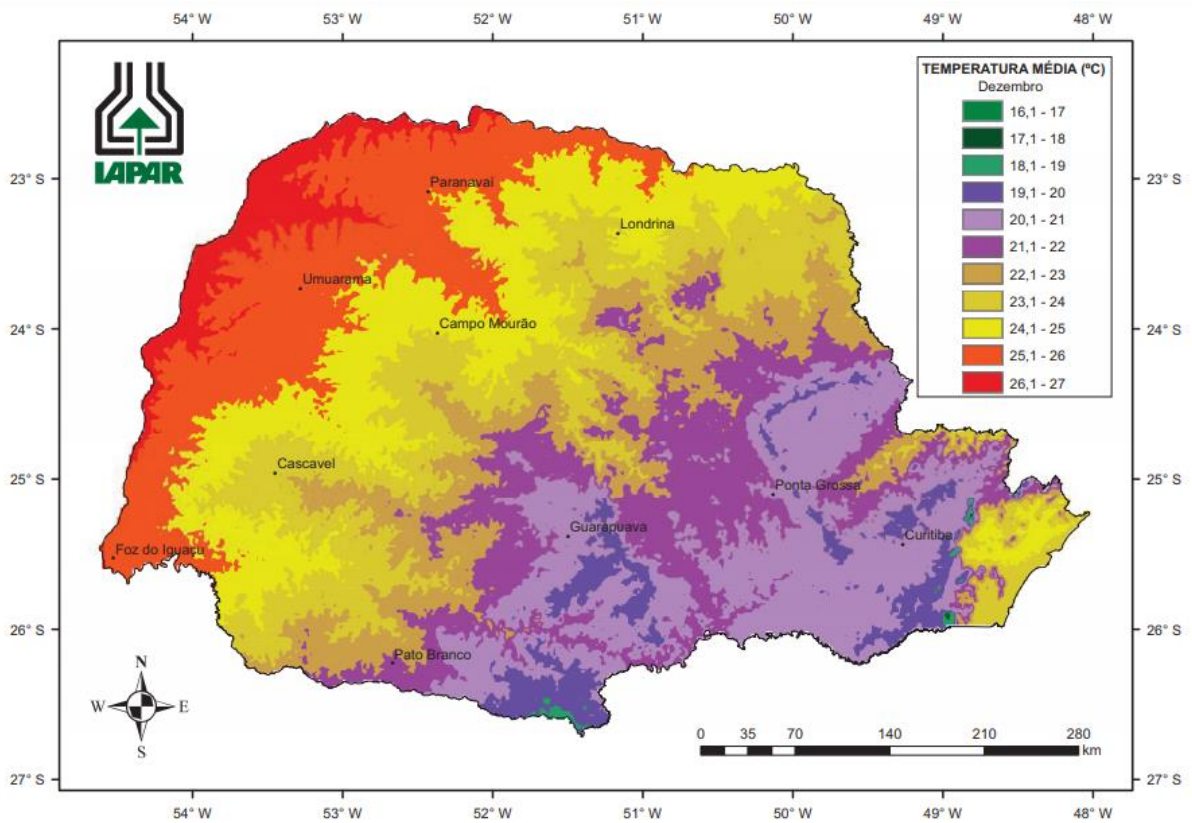 54° W 53° W 52° W 51° W 50° W 49° W 48° W
IAPAR
TEMPERATURA MÉDIA (ºC)
Dezembro
16,1 - 17
17,1 - 18
18,1 - 19
19,1 - 20
20,1 - 21
21,1 - 22
22,1 - 23
23,1 - 24
24,1 - 25
25,1 - 26
26,1 - 27
23° S 23° S
Paranavaí
Londrina
Umuarama
24° S 24° S
Campo Mourão
Cascavel
25° S 25° S
Ponta Grossa
Guarapuava
Curitiba
Foz do Iguaçu
26° S 26° S
Pato Branco
N
W E
S
0 35 70 140 210 280
km
27° S 27° S
54° W 53° W 52° W 51° W 50° W 49° W 48° W